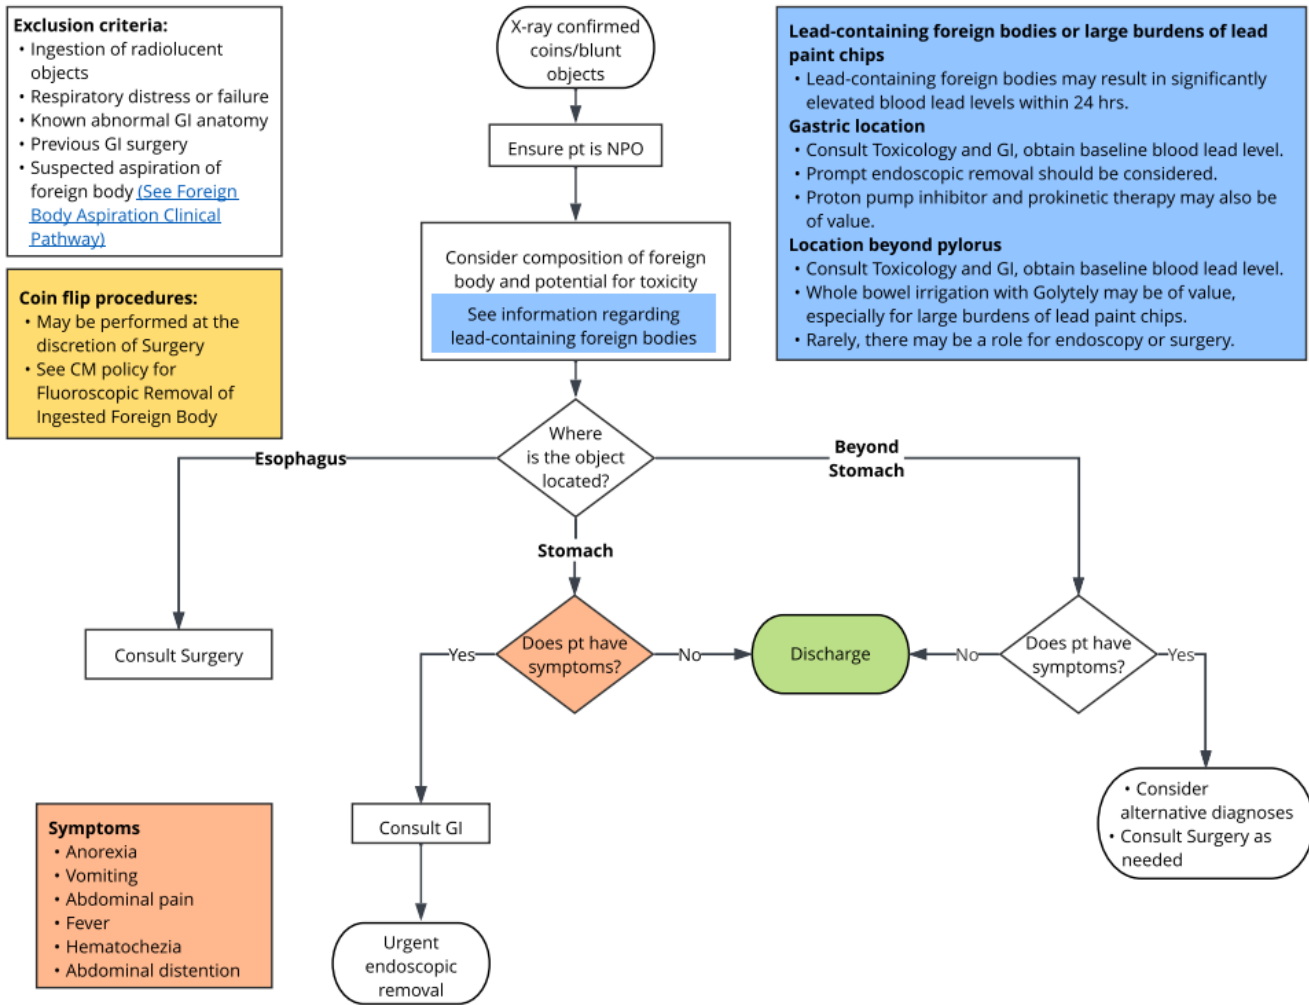 Exclusion criteria:
• Ingestion of radiolucent
objects
• Respiratory distress or failure
• Known abnormal GI anatomy
• Previous GI surgery
• Suspected aspiration of
foreign body (See Foreign
Body Aspiration Clinical
Pathway)
Coin flip procedures:
• May be performed at the
discretion of Surgery
• See CM policy for
Fluoroscopic Removal of
Ingested Foreign Body
X-ray confirmed
coins/blunt
objects
Ensure pt is NPO
Consider composition of foreign
body and potential for toxicity
See information regarding
lead-containing foreign bodies
Lead-containing foreign bodies or large burdens of lead
paint chips
• Lead-containing foreign bodies may result in significantly
elevated blood lead levels within 24 hrs.
Gastric location
• Consult Toxicology and GI, obtain baseline blood lead level.
• Prompt endoscopic removal should be considered.
• Proton pump inhibitor and prokinetic therapy may also be
of value.
Location beyond pylorus
• Consult Toxicology and GI, obtain baseline blood lead level.
• Whole bowel irrigation with Golytely may be of value,
especially for large burdens of lead paint chips.
• Rarely, there may be a role for endoscopy or surgery.
Where
is the object
located?
Esophagus
Beyond
Stomach
Stomach
Consult Surgery
Yes
Does pt have
symptoms?
No
Discharge
No
Does pt have
symptoms?
Yes
Consult GI
Urgent
endoscopic
removal
• Consider
alternative diagnoses
• Consult Surgery as
needed
Symptoms
• Anorexia
• Vomiting
• Abdominal pain
• Fever
• Hematochezia
• Abdominal distention